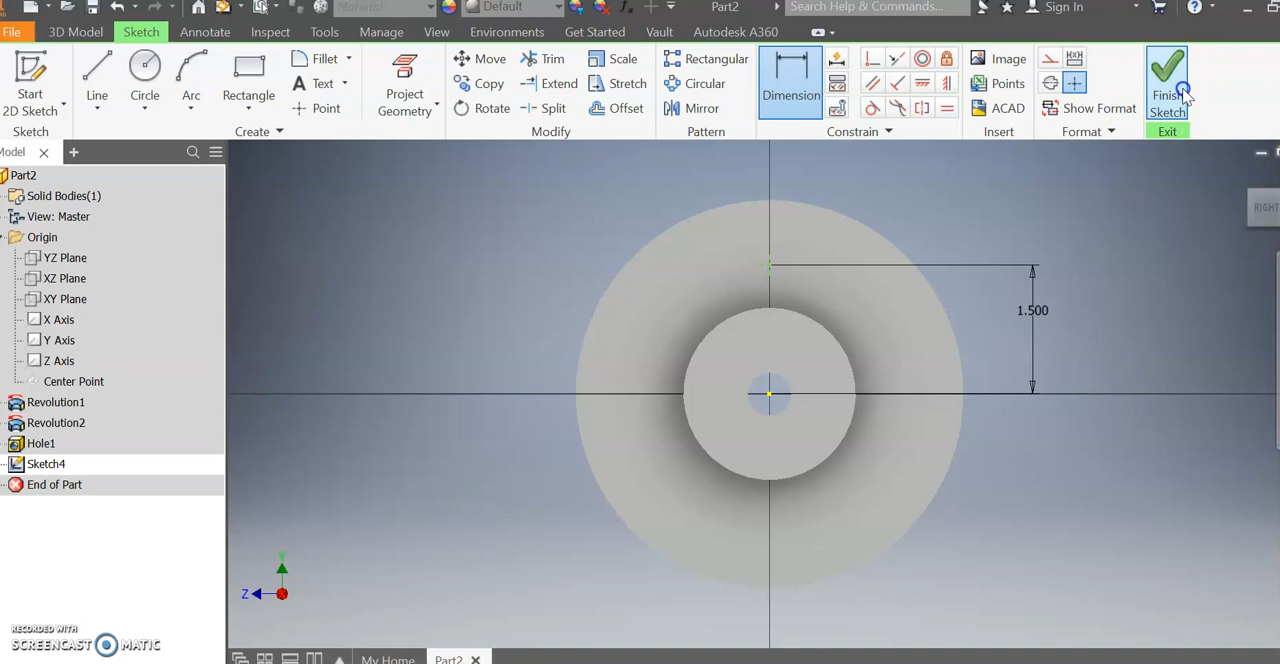 Material
Default
Part2
Search Help & Commands...
Sign In
File
3D Model
Sketch
Annotate
Inspect
Tools
Manage
View
Environments
Get Started
Vault
Autodesk A360
Start
2D Sketch
Line
Circle
Arc
Rectangle
Fillet
Text
Point
Project
Geometry
Move
Copy
Rotate
Trim
Extend
Split
Scale
Stretch
Offset
Rectangular
Circular
Mirror
Dimension
Image
Points
ACAD
Show Format
Finish
Sketch
Sketch
Create
Modify
Pattern
Constrain
Insert
Format
Exit
Model
Part2
Solid Bodies(1)
View: Master
Origin
YZ Plane
XZ Plane
XY Plane
X Axis
Y Axis
Z Axis
Center Point
Revolution1
Revolution2
Hole1
Sketch4
End of Part
RIGHT
1.500
Y
Z
RECORDED WITH
SCREENCAST MATIC
My Home
Part2